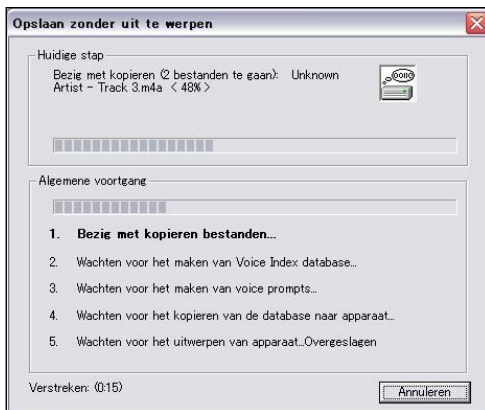 Opslaan zonder uit te werpen
Huidige stap
Bezig met kopieren (2 bestanden te gaan): Unknown
Artist - Track 3.m4a < 48% >
Algemene voortgang
1. Bezig met kopieren bestanden...
2. Wachten voor het maken van Voice Index database...
3. Wachten voor het maken van voice prompts...
4. Wachten voor het kopieren van de database naar apparaat...
5. Wachten voor het uitwerpen van apparaat...Overgeslagen
Verstreken: (0:15)
Annuleren